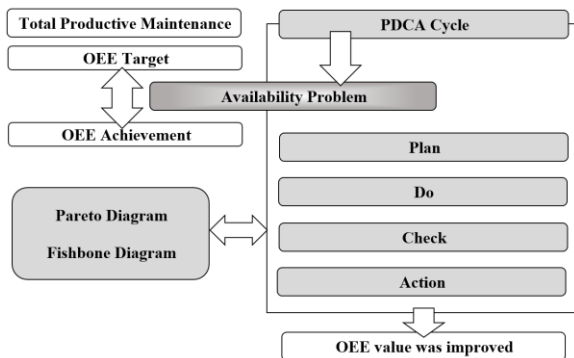 Total Productive Maintenance
PDCA Cycle
OEE Target
Availability Problem
OEE Achievement
Plan
Do
Pareto Diagram
Fishbone Diagram
Check
Action
OEE value was improved